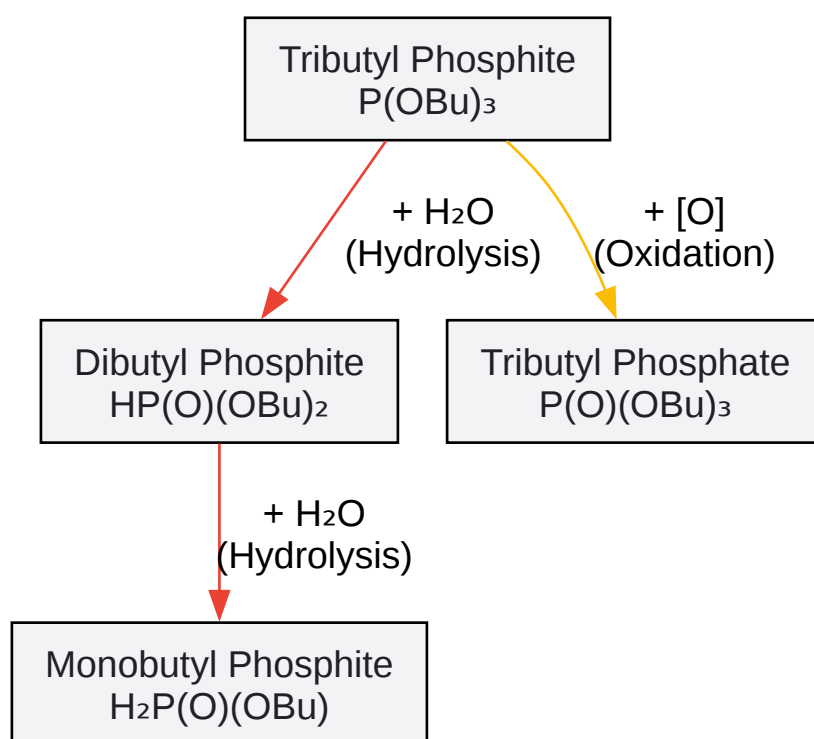 Tributyl Phosphite
P(OBu)₃
+ H₂O
(Hydrolysis)
+ [O]
(Oxidation)
Dibutyl Phosphite
HP(O)(OBu)₂
Tributyl Phosphate
P(O)(OBu)₃
+ H₂O
(Hydrolysis)
Monobutyl Phosphite
H₂P(O)(OBu)